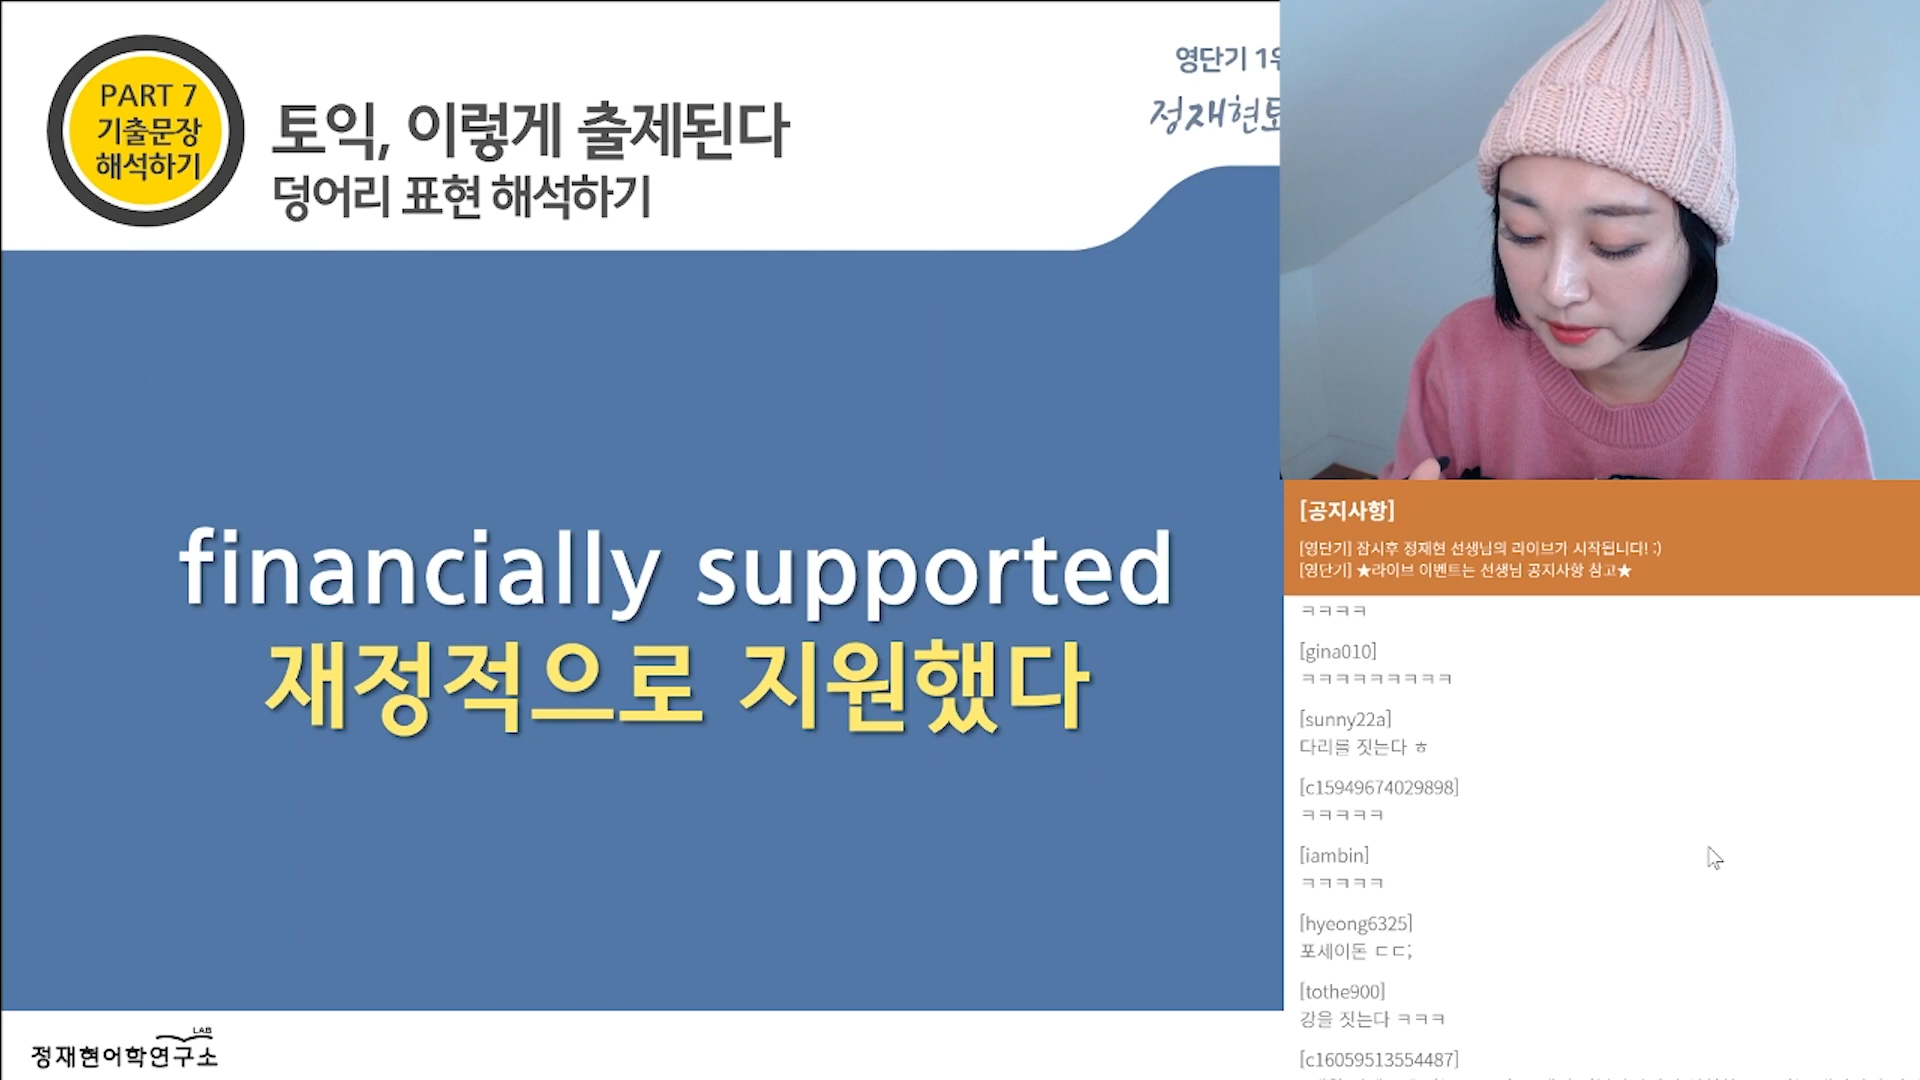 PART 7
기출문장
해석하기
토익, 이렇게 출제된다
덩어리 표현 해석하기
영단기 1위
정재현토
financially supported
재정적으로 지원했다
LAB
정재현어학연구소
[공지사항]
[영단기] 잠시후 정재현 선생님의 라이브가 시작됩니다! :)
[영단기] ★라이브 이벤트는 선생님 공지사항 참고★
ㅋㅋㅋㅋ
[gina010]
ㅋㅋㅋㅋㅋㅋㅋㅋㅋ
[sunny22a]
다리를 짓는다 ㅎ
[c15949674029898]
ㅋㅋㅋㅋㅋ
[iambin]
ㅋㅋㅋㅋㅋ
[hyeong6325]
포세이돈 ㄷㄷ;
[tothe900]
강을 짓는다 ㅋㅋㅋ
[c16059513554487]